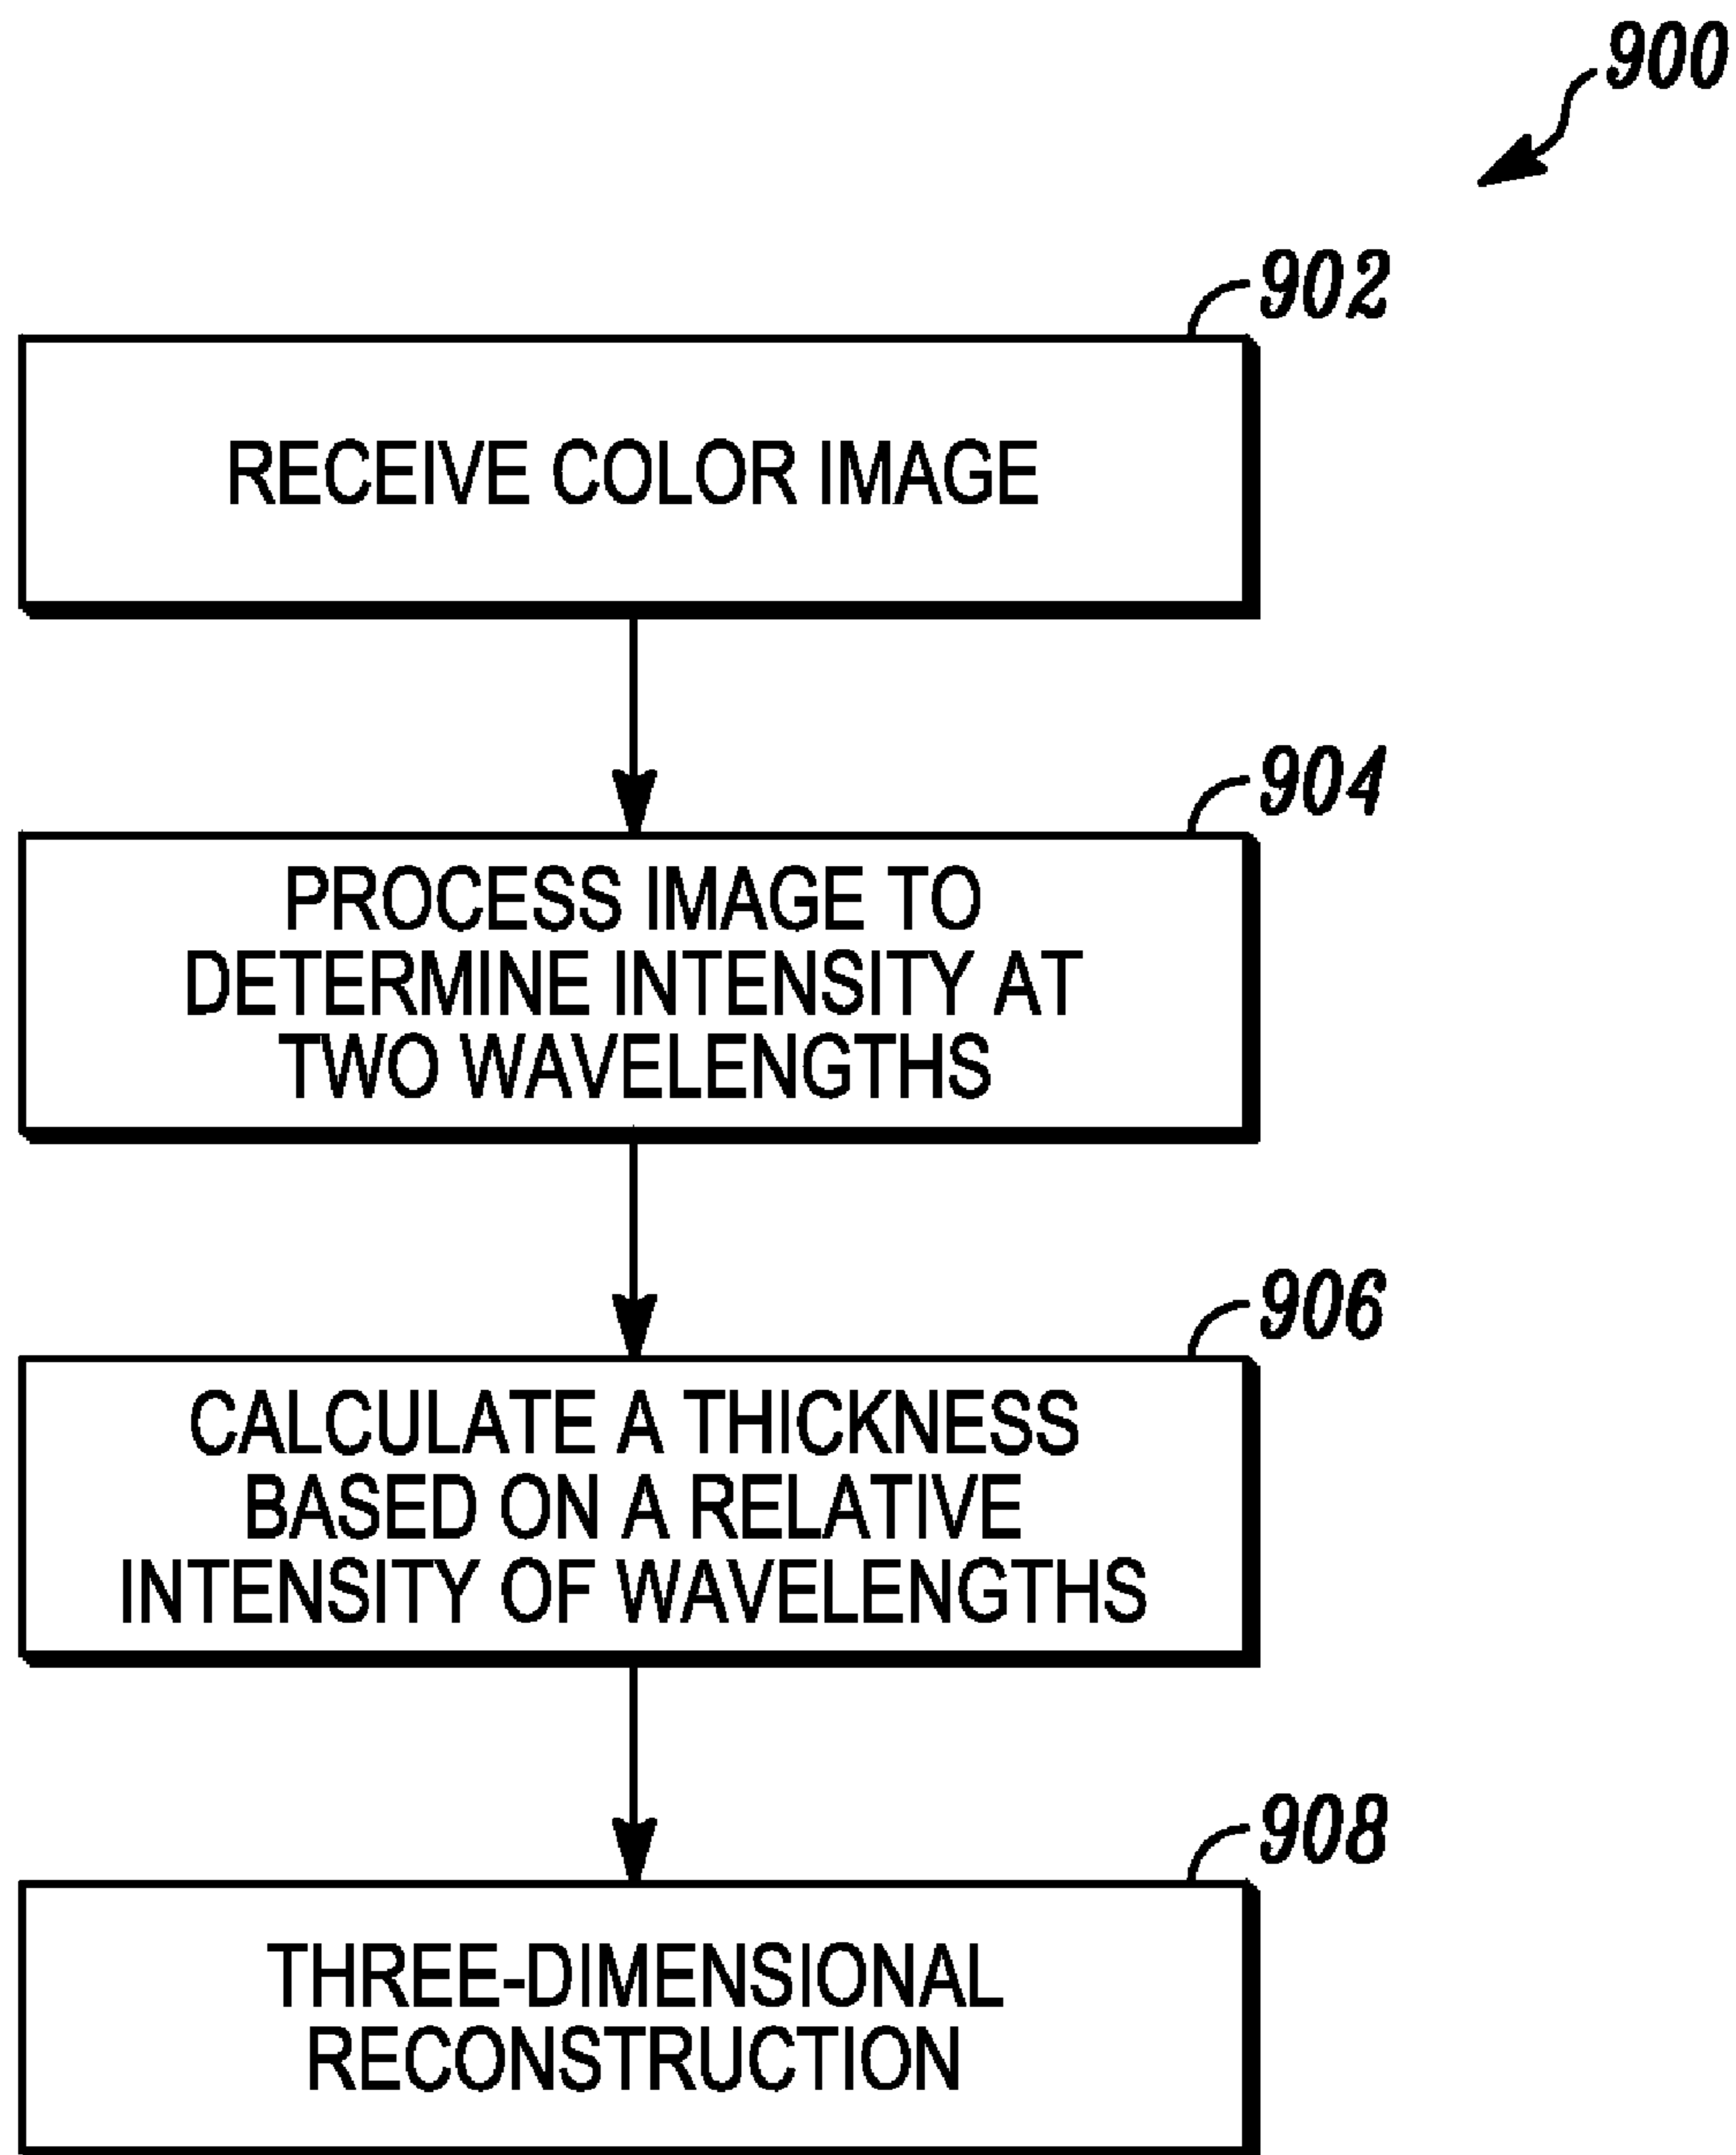 900
902
RECEIVE COLOR IMAGE
904
PROCESS IMAGE TO
DETERMINE INTENSITY AT
TWO WAVELENGTHS
906
CALCULATE A THICKNESS
BASED ON A RELATIVE
INTENSITY OF WAVELENGTHS
908
THREE-DIMENSIONAL
RECONSTRUCTION